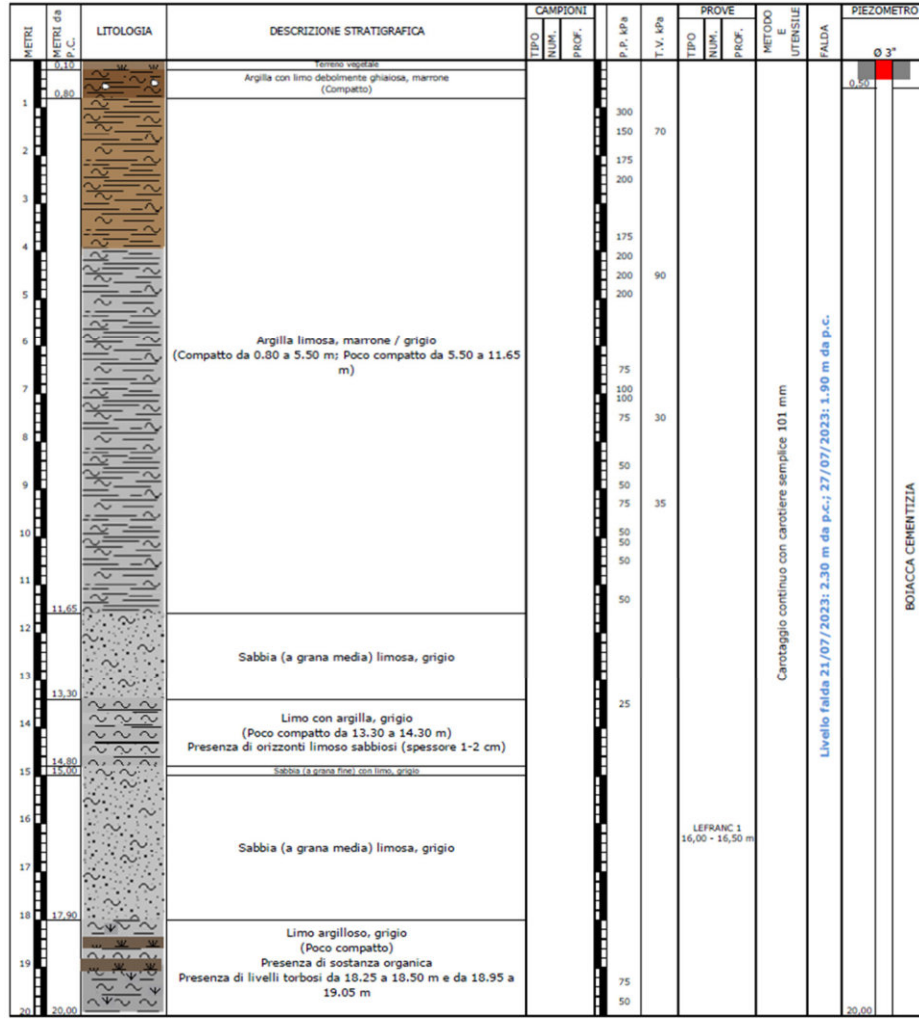 METRI
METRI da P.C.
LITOLOGIA
DESCRIZIONE STRATIGRAFICA
CAMPIONI
TIPO
NUM.
PROF.
P.P. kPa
T.V. kPa
PROVE
TIPO
NUM.
PROF.
METODO E UTENSILE
FALDA
PIEZOMETRO
Ø 3"
0,10
Terreno vegetale
Argilla con limo debolmente ghiaiosa, marrone
(Compatto)
0,80
0,50
1
300
150 70
2
175
200
3
175
4
200
200 90
5
200
6
Argilla limosa, marrone / grigio
(Compatto da 0.80 a 5.50 m; Poco compatto da 5.50 a 11.65
m)
75
7
100
100
75 30
8
50
9
50
75 35
10
50
50
50
11
50
11,65
12
Sabbia (a grana media) limosa, grigio
13
13,30
25
14
Limo con argilla, grigio
(Poco compatto da 13.30 a 14.30 m)
Presenza di orizzonti limoso sabbiosi (spessore 1-2 cm)
14,80
15
15,00
Sabbia (a grana fine) con limo, grigio
16
LEFRANC 1
16,00 - 16,50 m
Sabbia (a grana media) limosa, grigio
17
18
17,90
Limo argilloso, grigio
(Poco compatto)
Presenza di sostanza organica
Presenza di livelli torbosi da 18.25 a 18.50 m e da 18.95 a
19.05 m
19
75
50
20
20,00
20,00
Carotaggio continuo con carotiere semplice 101 mm
Livello falda 21/07/2023: 2.30 m da p.c.; 27/07/2023: 1.90 m da p.c.
BOIACCA CEMENTIZIA